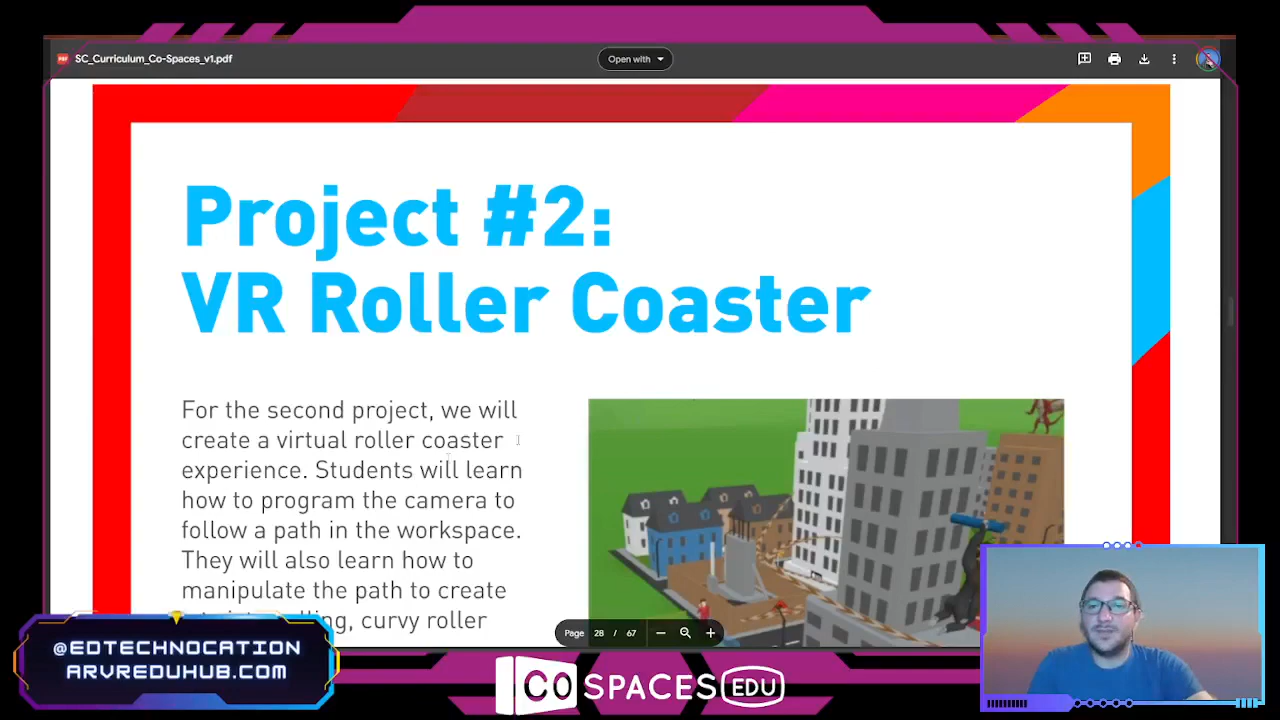 SC_Curriculum_Co-Spaces_v1.pdf
Open with
Project #2:
VR Roller Coaster
For the second project, we will
create a virtual roller coaster
experience. Students will learn
how to program the camera to
follow a path in the workspace.
They will also learn how to
manipulate the path to create
curvy roller
Page 28 / 67
@EDTECHNOCATION
ARVREDUHUB.COM
COSPACES EDU